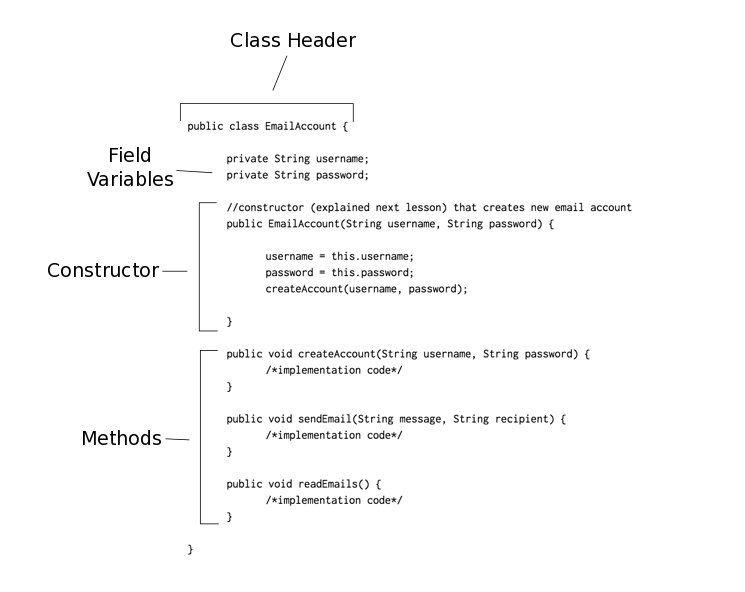 Class Header
public class EmailAccount {
Field
Variables
private String username;
private String password;
//constructor (explained next lesson) that creates new email account
public EmailAccount(String username, String password) {
Constructor
username = this.username;
password = this.password;
createAccount(username, password);
}
public void createAccount(String username, String password) {
/*implementation code*/
}
Methods
public void sendEmail(String message, String recipient) {
/*implementation code*/
}
public void readEmails() {
/*implementation code*/
}
}